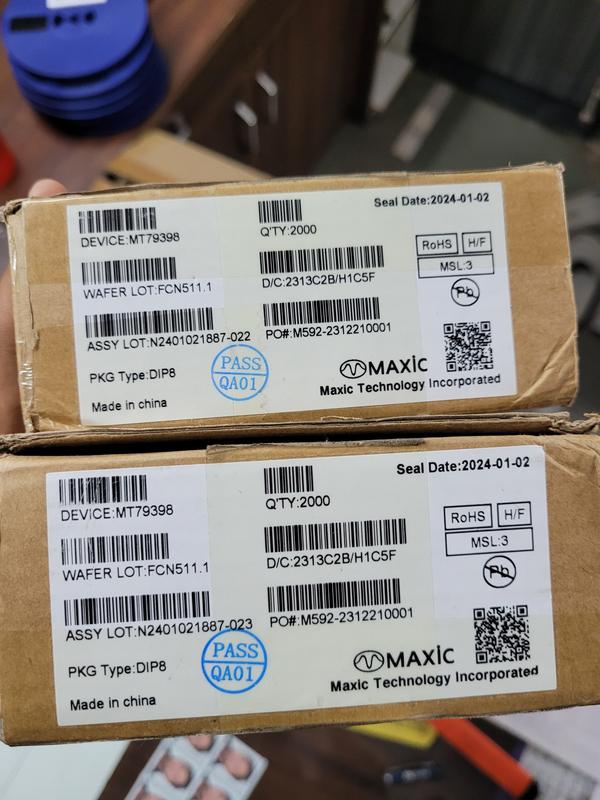 Seal Date:2024-01-02
DEVICE:MT79398
Q'TY:2000
RoHS H/F
MSL:3
Pb
WAFER LOT:FCN511.1
D/C:2313C2B/H1C5F
ASSY LOT:N2401021887-022
PO#:M592-2312210001
PKG Type:DIP8
PASS
QA01
MAXIC
Maxic Technology Incorporated
Made in china
Seal Date:2024-01-02
DEVICE:MT79398
Q'TY:2000
RoHS H/F
MSL:3
Pb
WAFER LOT:FCN511.1
D/C:2313C2B/H1C5F
ASSY LOT:N2401021887-023
PO#:M592-2312210001
PKG Type:DIP8
PASS
QA01
MAXIC
Maxic Technology Incorporated
Made in china